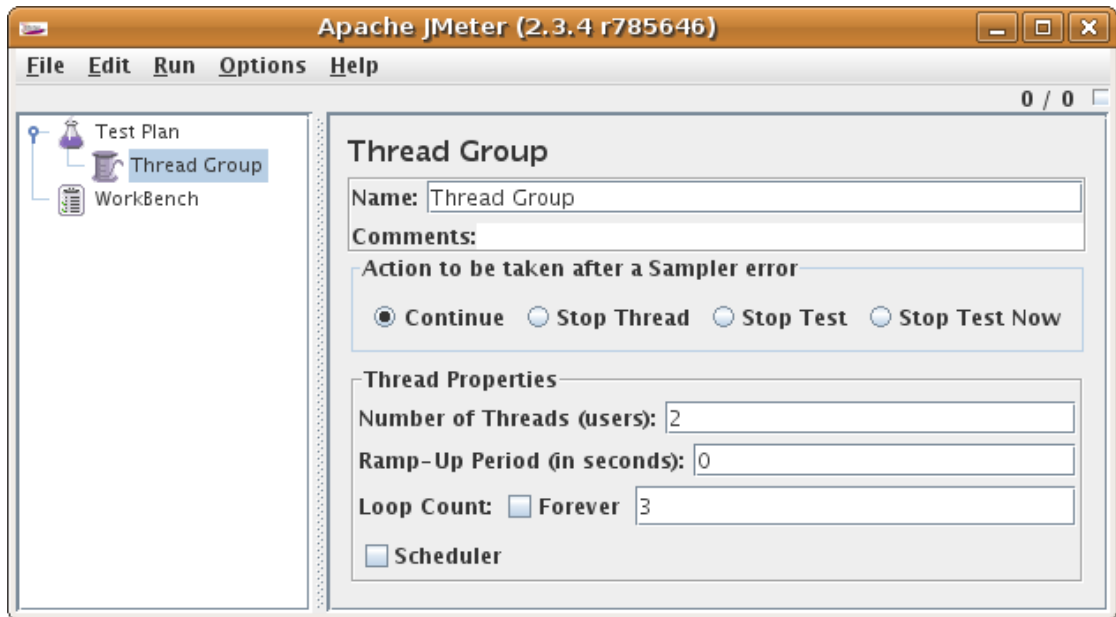 Apache JMeter (2.3.4 r785646)
File Edit Run Options Help
0 / 0
Test Plan
Thread Group
WorkBench
Thread Group
Name: Thread Group
Comments:
Action to be taken after a Sampler error
Continue Stop Thread Stop Test Stop Test Now
Thread Properties
Number of Threads (users): 2
Ramp-Up Period (in seconds): 0
Loop Count: Forever 3
Scheduler